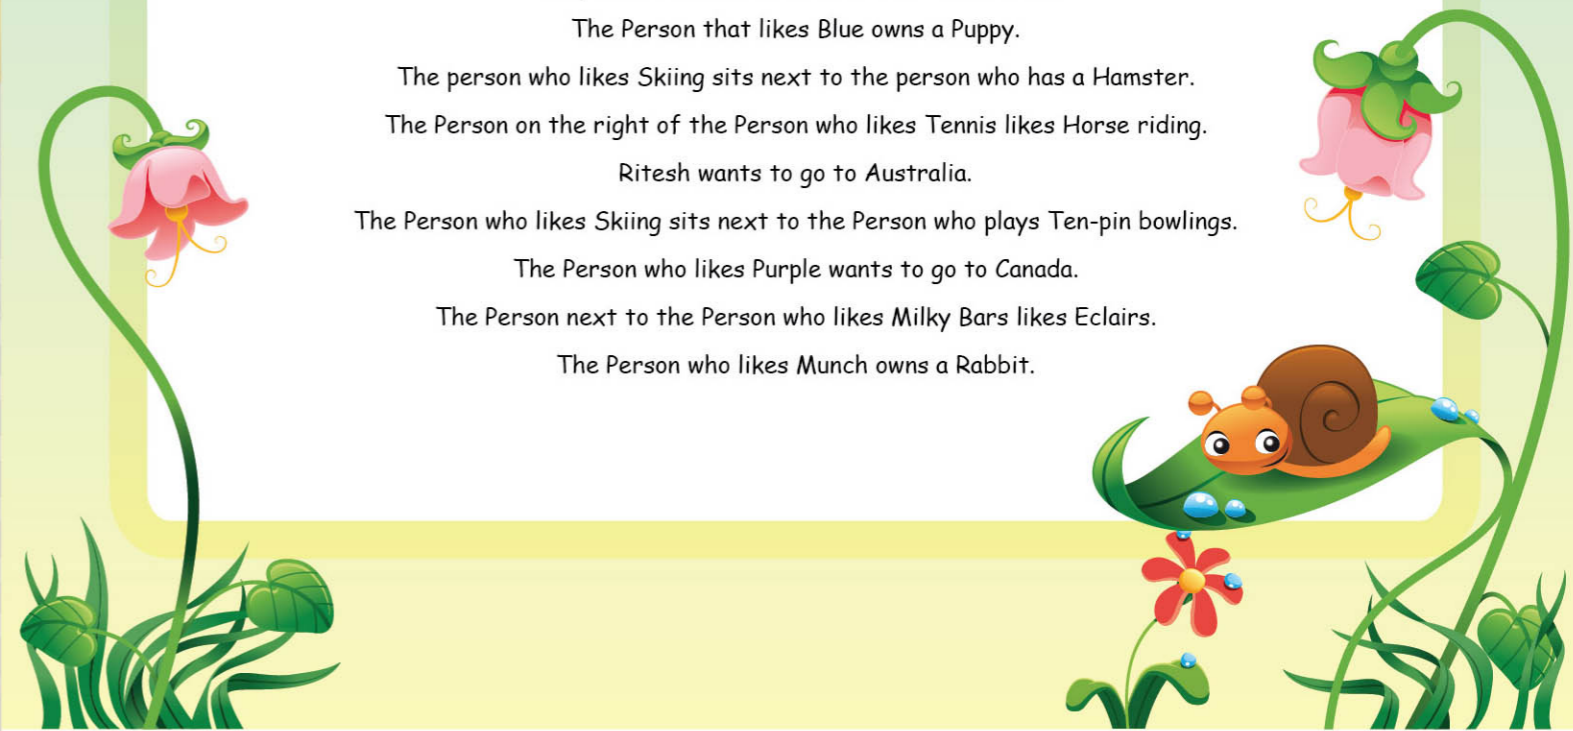 The Person that likes Blue owns a Puppy.
The person who likes Skiing sits next to the person who has a Hamster.
The Person on the right of the Person who likes Tennis likes Horse riding.
Ritesh wants to go to Australia.
The Person who likes Skiing sits next to the Person who plays Ten-pin bowlings.
The Person who likes Purple wants to go to Canada.
The Person next to the Person who likes Milky Bars likes Eclairs.
The Person who likes Munch owns a Rabbit.